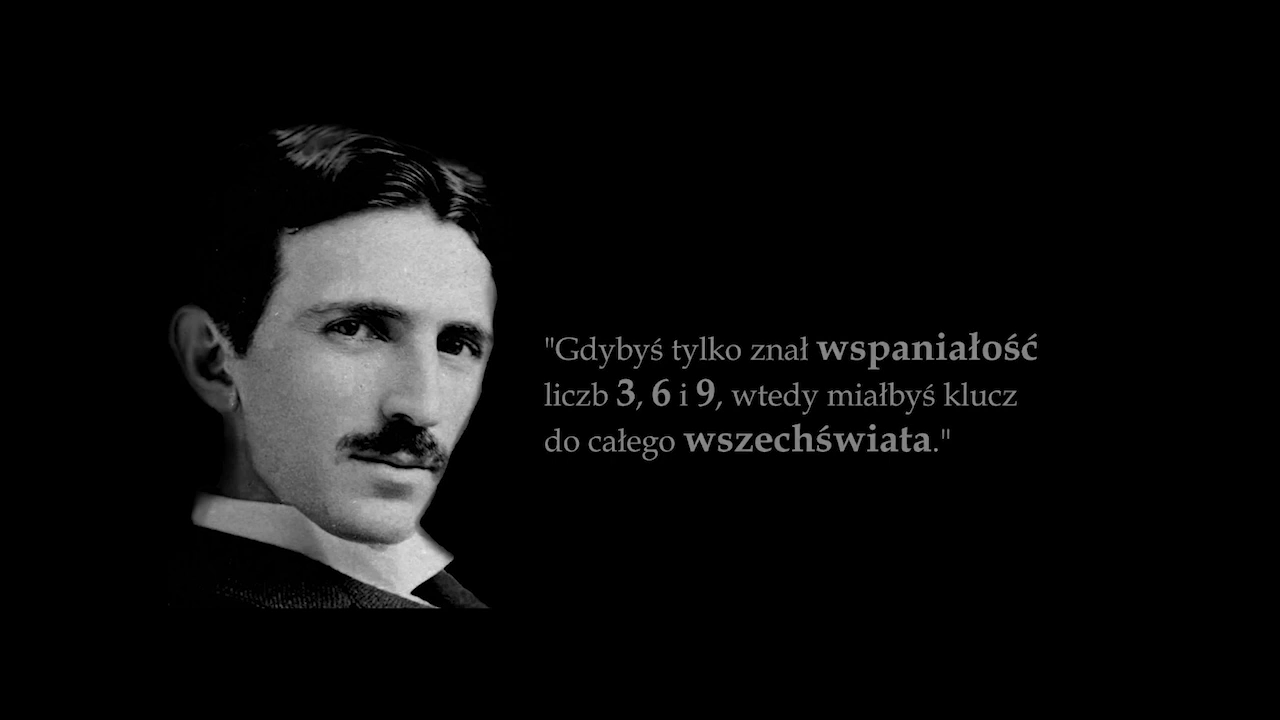 "Gdybyś tylko znał wspaniałość
liczb 3, 6 i 9, wtedy miałbyś klucz
do całego wszechświata."